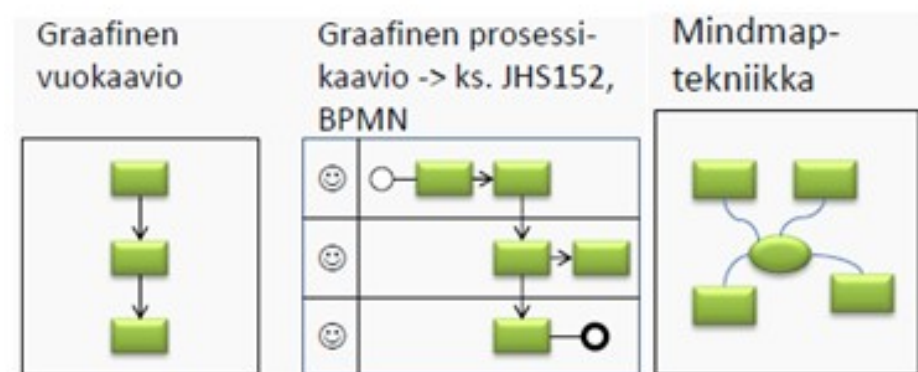 Graafinen
vuokaavio
Graafinen prosessi-
kaavio -> ks. JHS152,
BPMN
Mindmap-
tekniikka